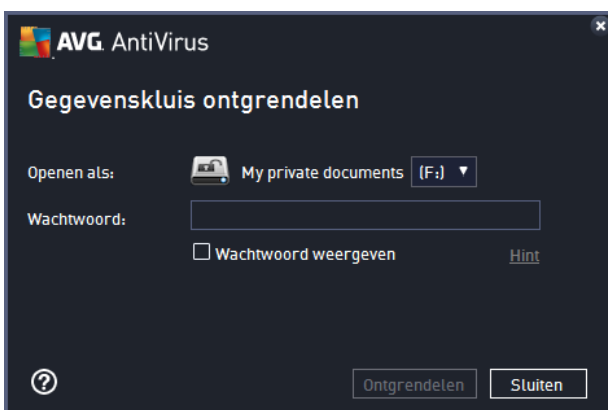 AVG. AntiVirus
Gegevenskluis ontgrendelen
Openen als: My private documents (F:)
Wachtwoord:
Wachtwoord weergeven Hint
Ontgrendelen Sluiten